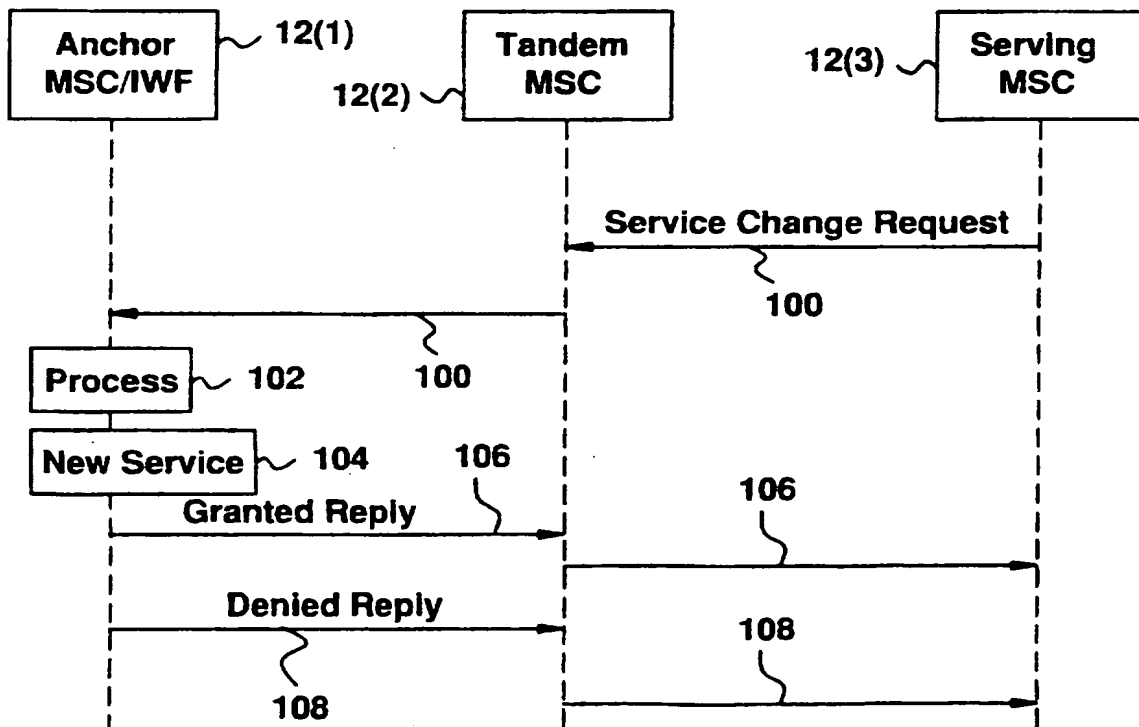 Anchor
MSC/IWF
12(1)
Tandem
MSC
12(2)
Serving
MSC
12(3)
Service Change Request
100
100
Process
102
New Service
104
106
Granted Reply
106
Denied Reply
108
108